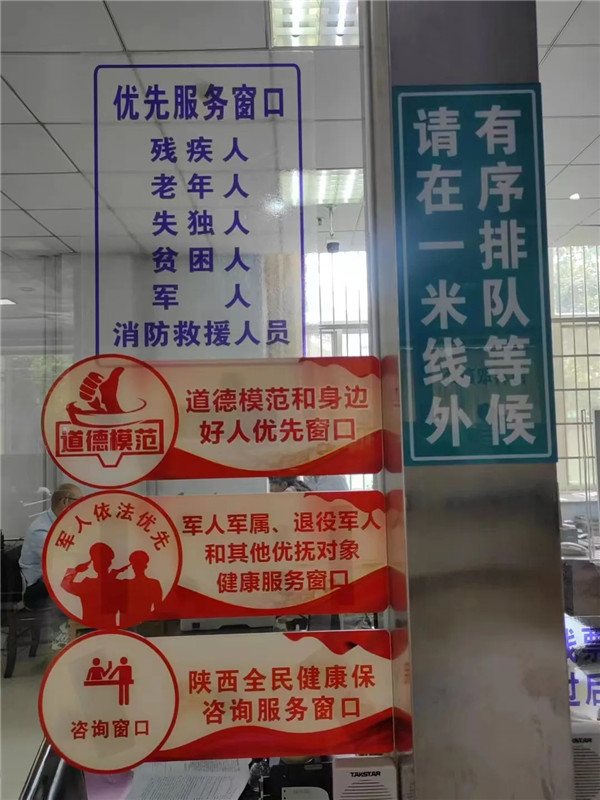 优先服务窗口
残疾人
老年人
失独人
贫困人
军人
消防救援人员
请在一米线外
有序排队等候
道德模范
道德模范和身边
好人优先窗口
军人依法优先
军人军属、退役军人
和其他优抚对象
健康服务窗口
咨询窗口
陕西全民健康保
咨询服务窗口
TAKSTAR